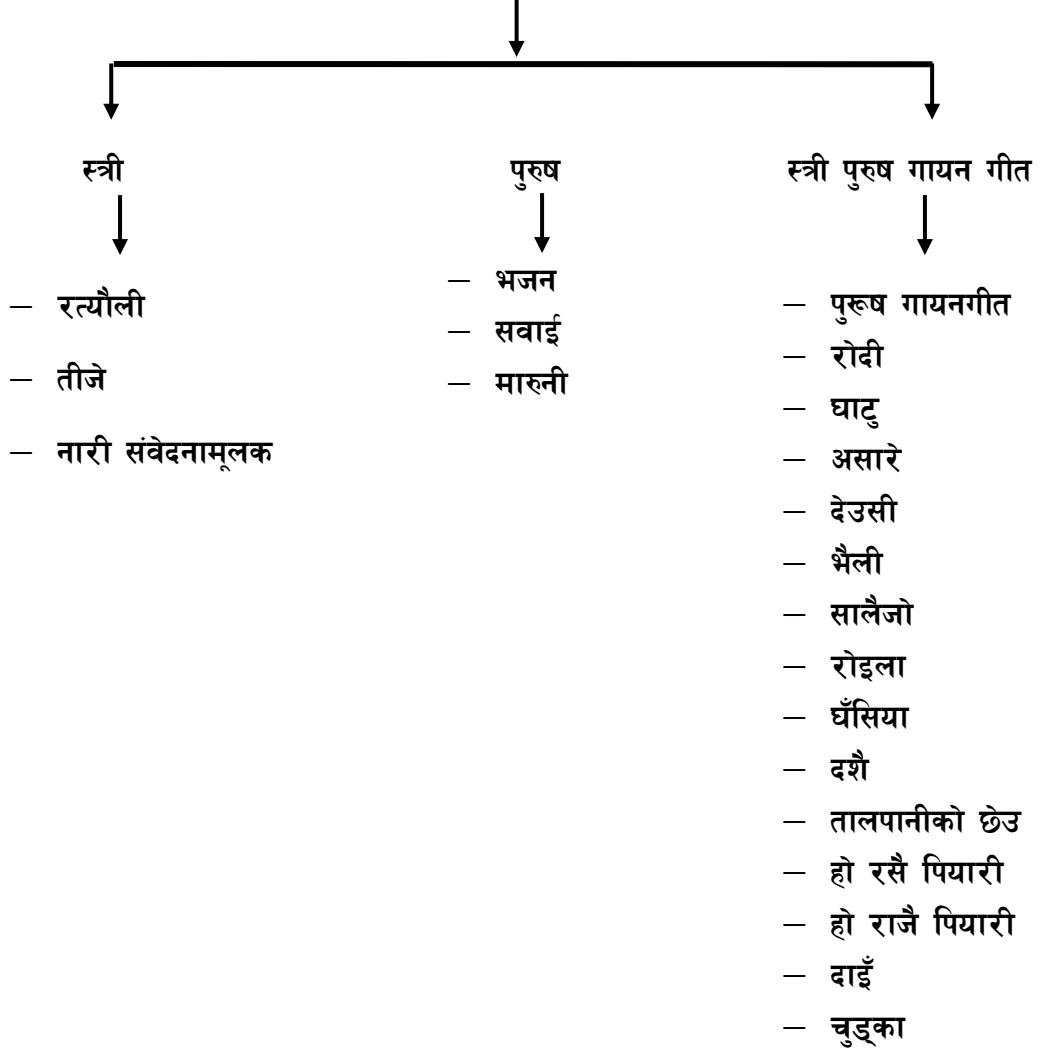 स्त्री
पुरुष
स्त्री पुरुष गायन गीत
– रत्यौली
– तीजे
– नारी संवेदनामूलक
– भजन
– सवाई
– मारुनी
– पुरूष गायनगीत
– रोदी
– घाटु
– असारे
– देउसी
– भैली
– सालैजो
– रोइला
– घँसिया
– दशै
– तालपानीको छेउ
– हो रसै पियारी
– हो राजै पियारी
– दाइँ
– चुड्का